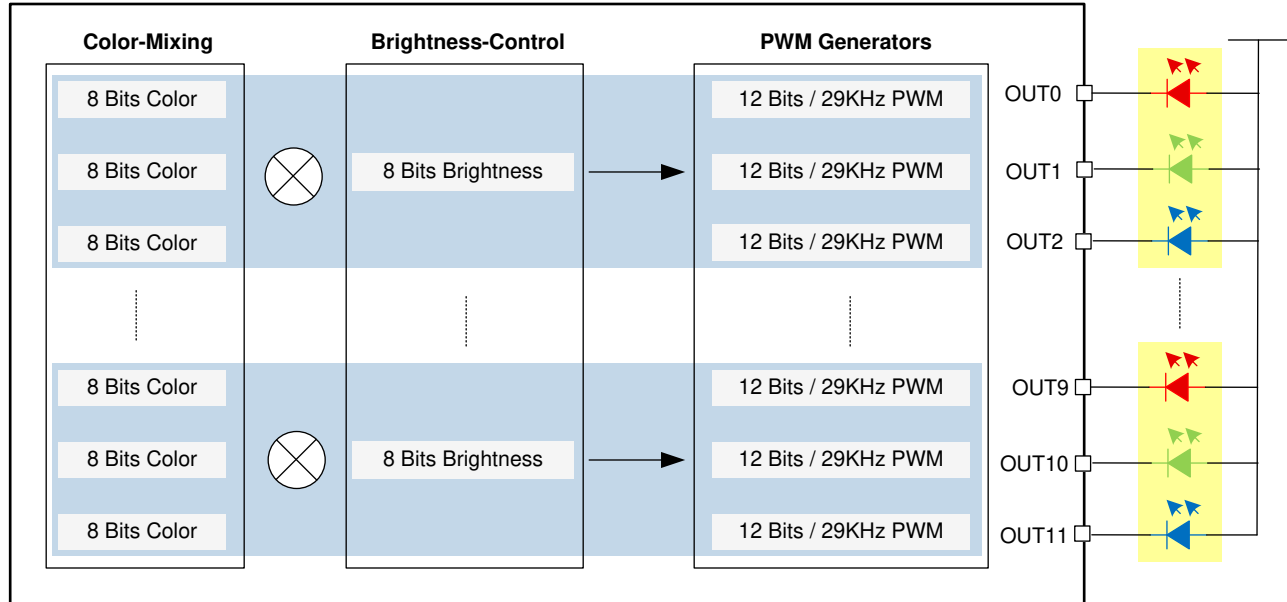 Color-Mixing
Brightness-Control
PWM Generators
8 Bits Color
12 Bits / 29KHz PWM
OUT0
8 Bits Color
8 Bits Brightness
12 Bits / 29KHz PWM
OUT1
8 Bits Color
12 Bits / 29KHz PWM
OUT2
8 Bits Color
12 Bits / 29KHz PWM
OUT9
8 Bits Color
8 Bits Brightness
12 Bits / 29KHz PWM
OUT10
8 Bits Color
12 Bits / 29KHz PWM
OUT11